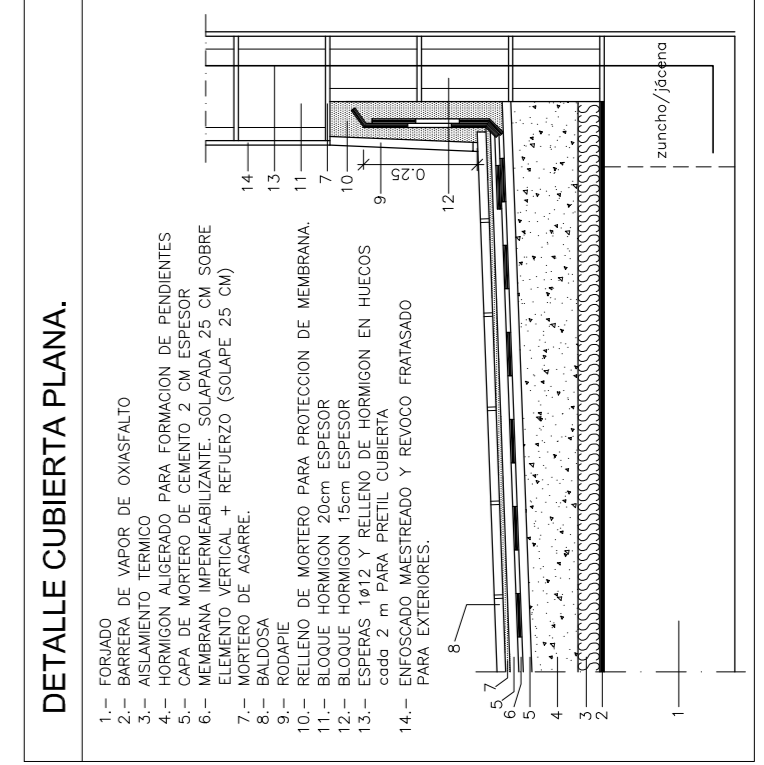 DETALLE CUBIERTA PLANA.
1.- FORJADO
2.- BARRERA DE VAPOR DE OXIASFALTO
3.- AISLAMIENTO TERMICO
4.- HORMIGON ALIGERADO PARA FORMACION DE PENDIENTES
5.- CAPA DE MORTERO DE CEMENTO 2 CM ESPESOR
6.- MEMBRANA IMPERMEABILIZANTE. SOLAPADA 25 CM SOBRE
ELEMENTO VERTICAL + REFUERZO (SOLAPE 25 CM)
7.- MORTERO DE AGARRE.
8.- BALDOSA
9.- RODAPIE
10.- RELLENO DE MORTERO PARA PROTECCION DE MEMBRANA.
11.- BLOQUE HORMIGON 20cm ESPESOR
12.- BLOQUE HORMIGON 15cm ESPESOR
13.- ESPERAS 1ø12 Y RELLENO DE HORMIGON EN HUECOS
cada 2 m PARA PRETIL CUBIERTA
14.- ENFOSCADO MAESTREADO Y REVOCO FRATASADO
PARA EXTERIORES.
14
13
11
7
10
9
0.25
12
8
7
5
6
5
4
3
2
1
zuncho/jácena